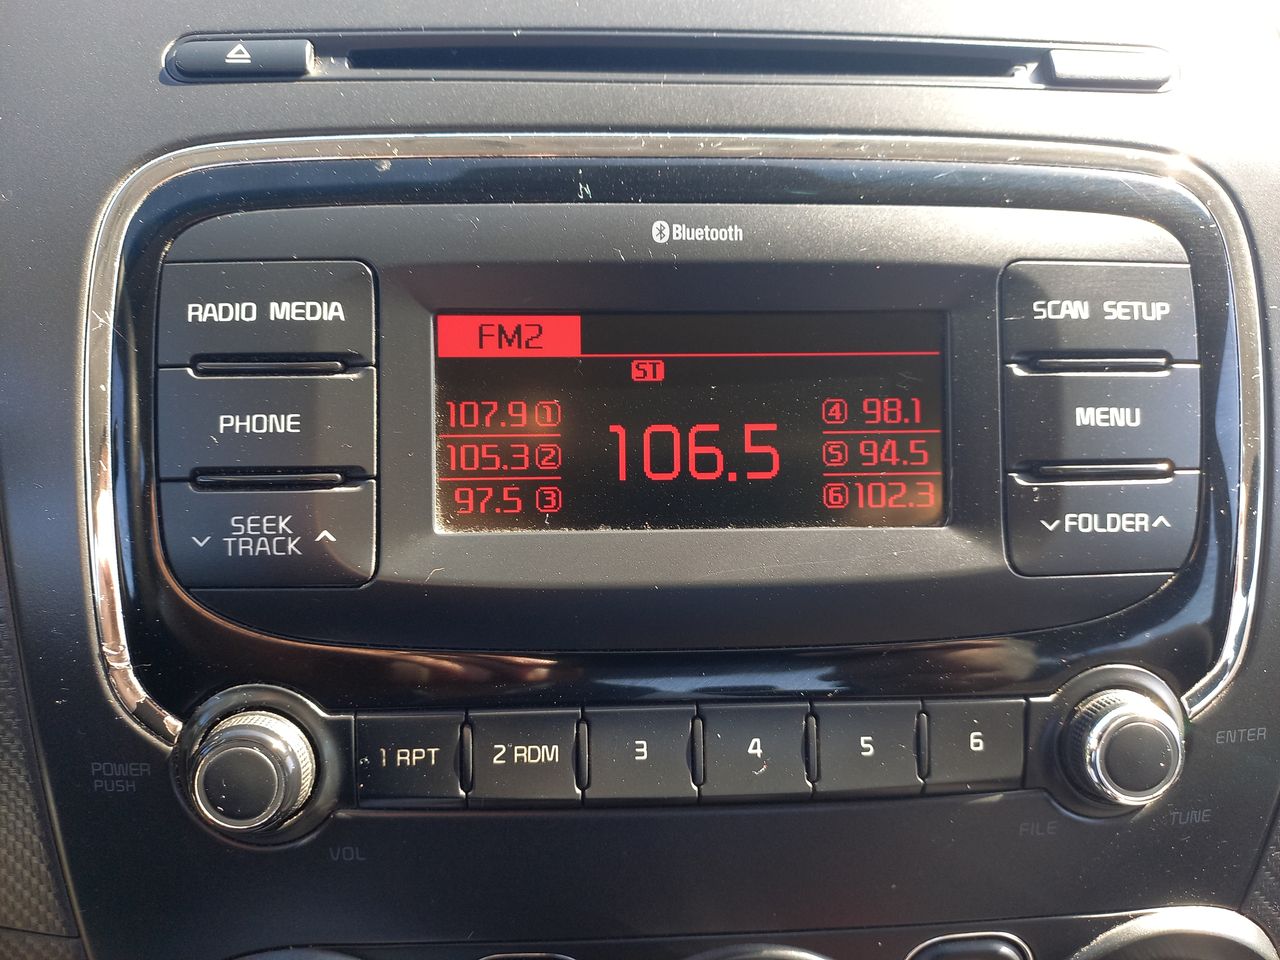 Bluetooth
RADIO MEDIA
PHONE
SEEK
TRACK
FM2
ST
107.9 1
105.3 2
97.5 3
106.5
4 98.1
5 94.5
6 102.3
SCAN SETUP
MENU
FOLDER
1 RPT
2 RDM
3
4
5
6
POWER
PUSH
VOL
FILE
TUNE
ENTER